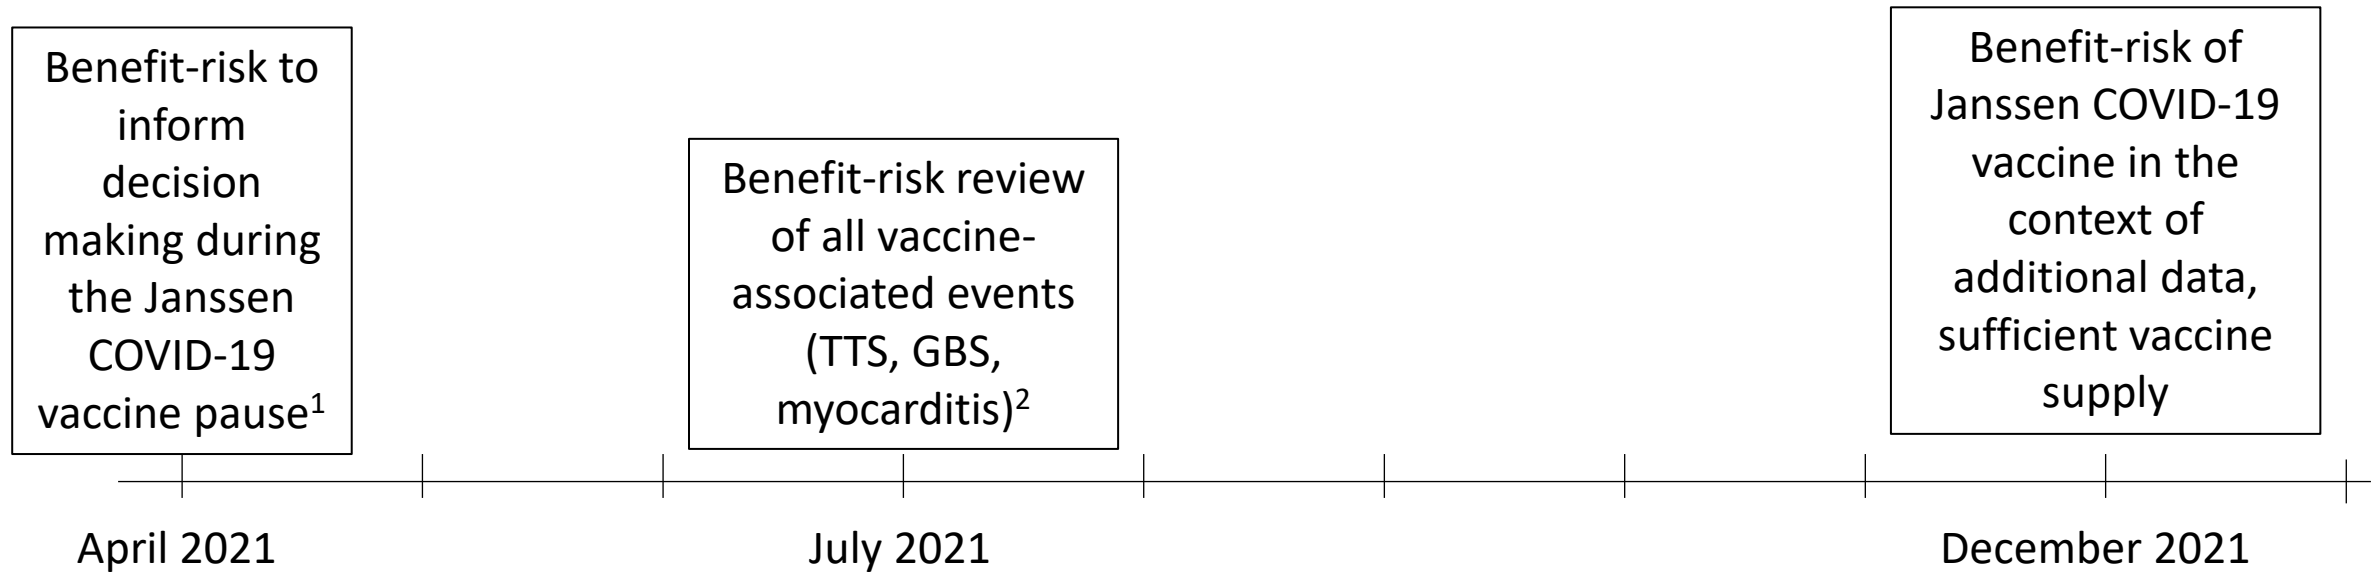 Benefit-risk to
inform
decision
making during
the Janssen
COVID-19
vaccine pause¹
Benefit-risk review
of all vaccine-
associated events
(TTS, GBS,
myocarditis)²
Benefit-risk of
Janssen COVID-19
vaccine in the
context of
additional data,
sufficient vaccine
supply
April 2021
July 2021
December 2021